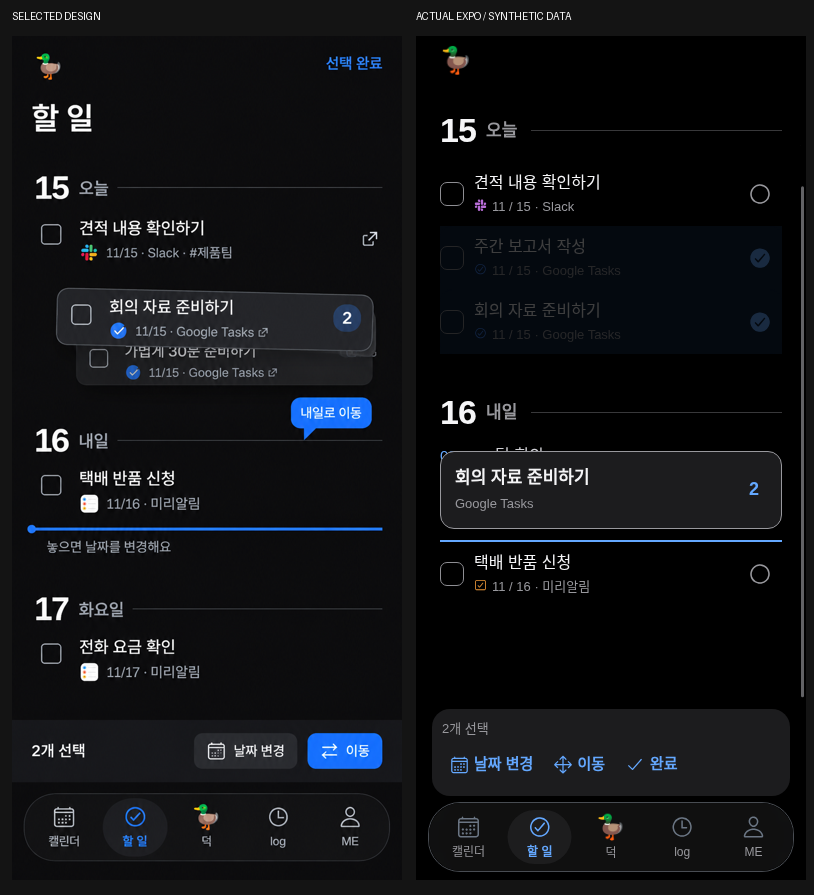 SELECTED DESIGN
선택 완료
할 일
15 오늘
견적 내용 확인하기
11/15 · Slack · #제품팀
회의 자료 준비하기
11/15 · Google Tasks
2
가볍게 30분 준비하기
11/15 · Google Tasks
내일로 이동
16 내일
택배 반품 신청
11/16 · 미리알림
놓으면 날짜를 변경해요
17 화요일
전화 요금 확인
11/17 · 미리알림
2개 선택
날짜 변경
이동
캘린더
할 일
덕
log
ME
ACTUAL EXPO / SYNTHETIC DATA
15 오늘
견적 내용 확인하기
11 / 15 · Slack
주간 보고서 작성
11 / 15 · Google Tasks
회의 자료 준비하기
11 / 15 · Google Tasks
16 내일
회의 자료 준비하기
Google Tasks
2
택배 반품 신청
11 / 16 · 미리알림
2개 선택
날짜 변경
이동
완료
캘린더
할 일
덕
log
ME